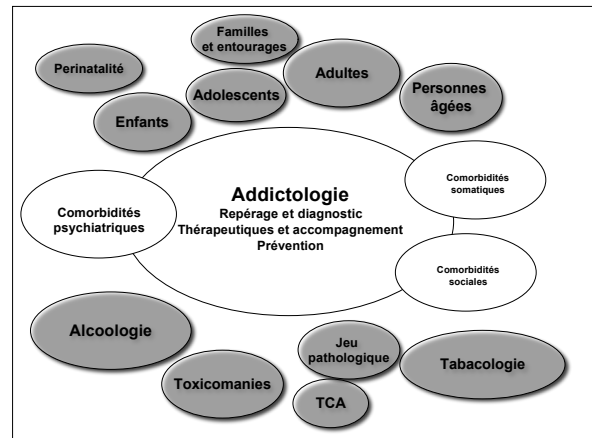 Familles
et entourages
Perinatalité
Adolescents
Adultes
Personnes
âgées
Enfants
Addictologie
Repérage et diagnostic
Thérapeutiques et accompagnement
Prévention
Comorbidités
psychiatriques
Comorbidités
somatiques
Comorbidités
sociales
Alcoologie
Toxicomanies
Jeu
pathologique
TCA
Tabacologie